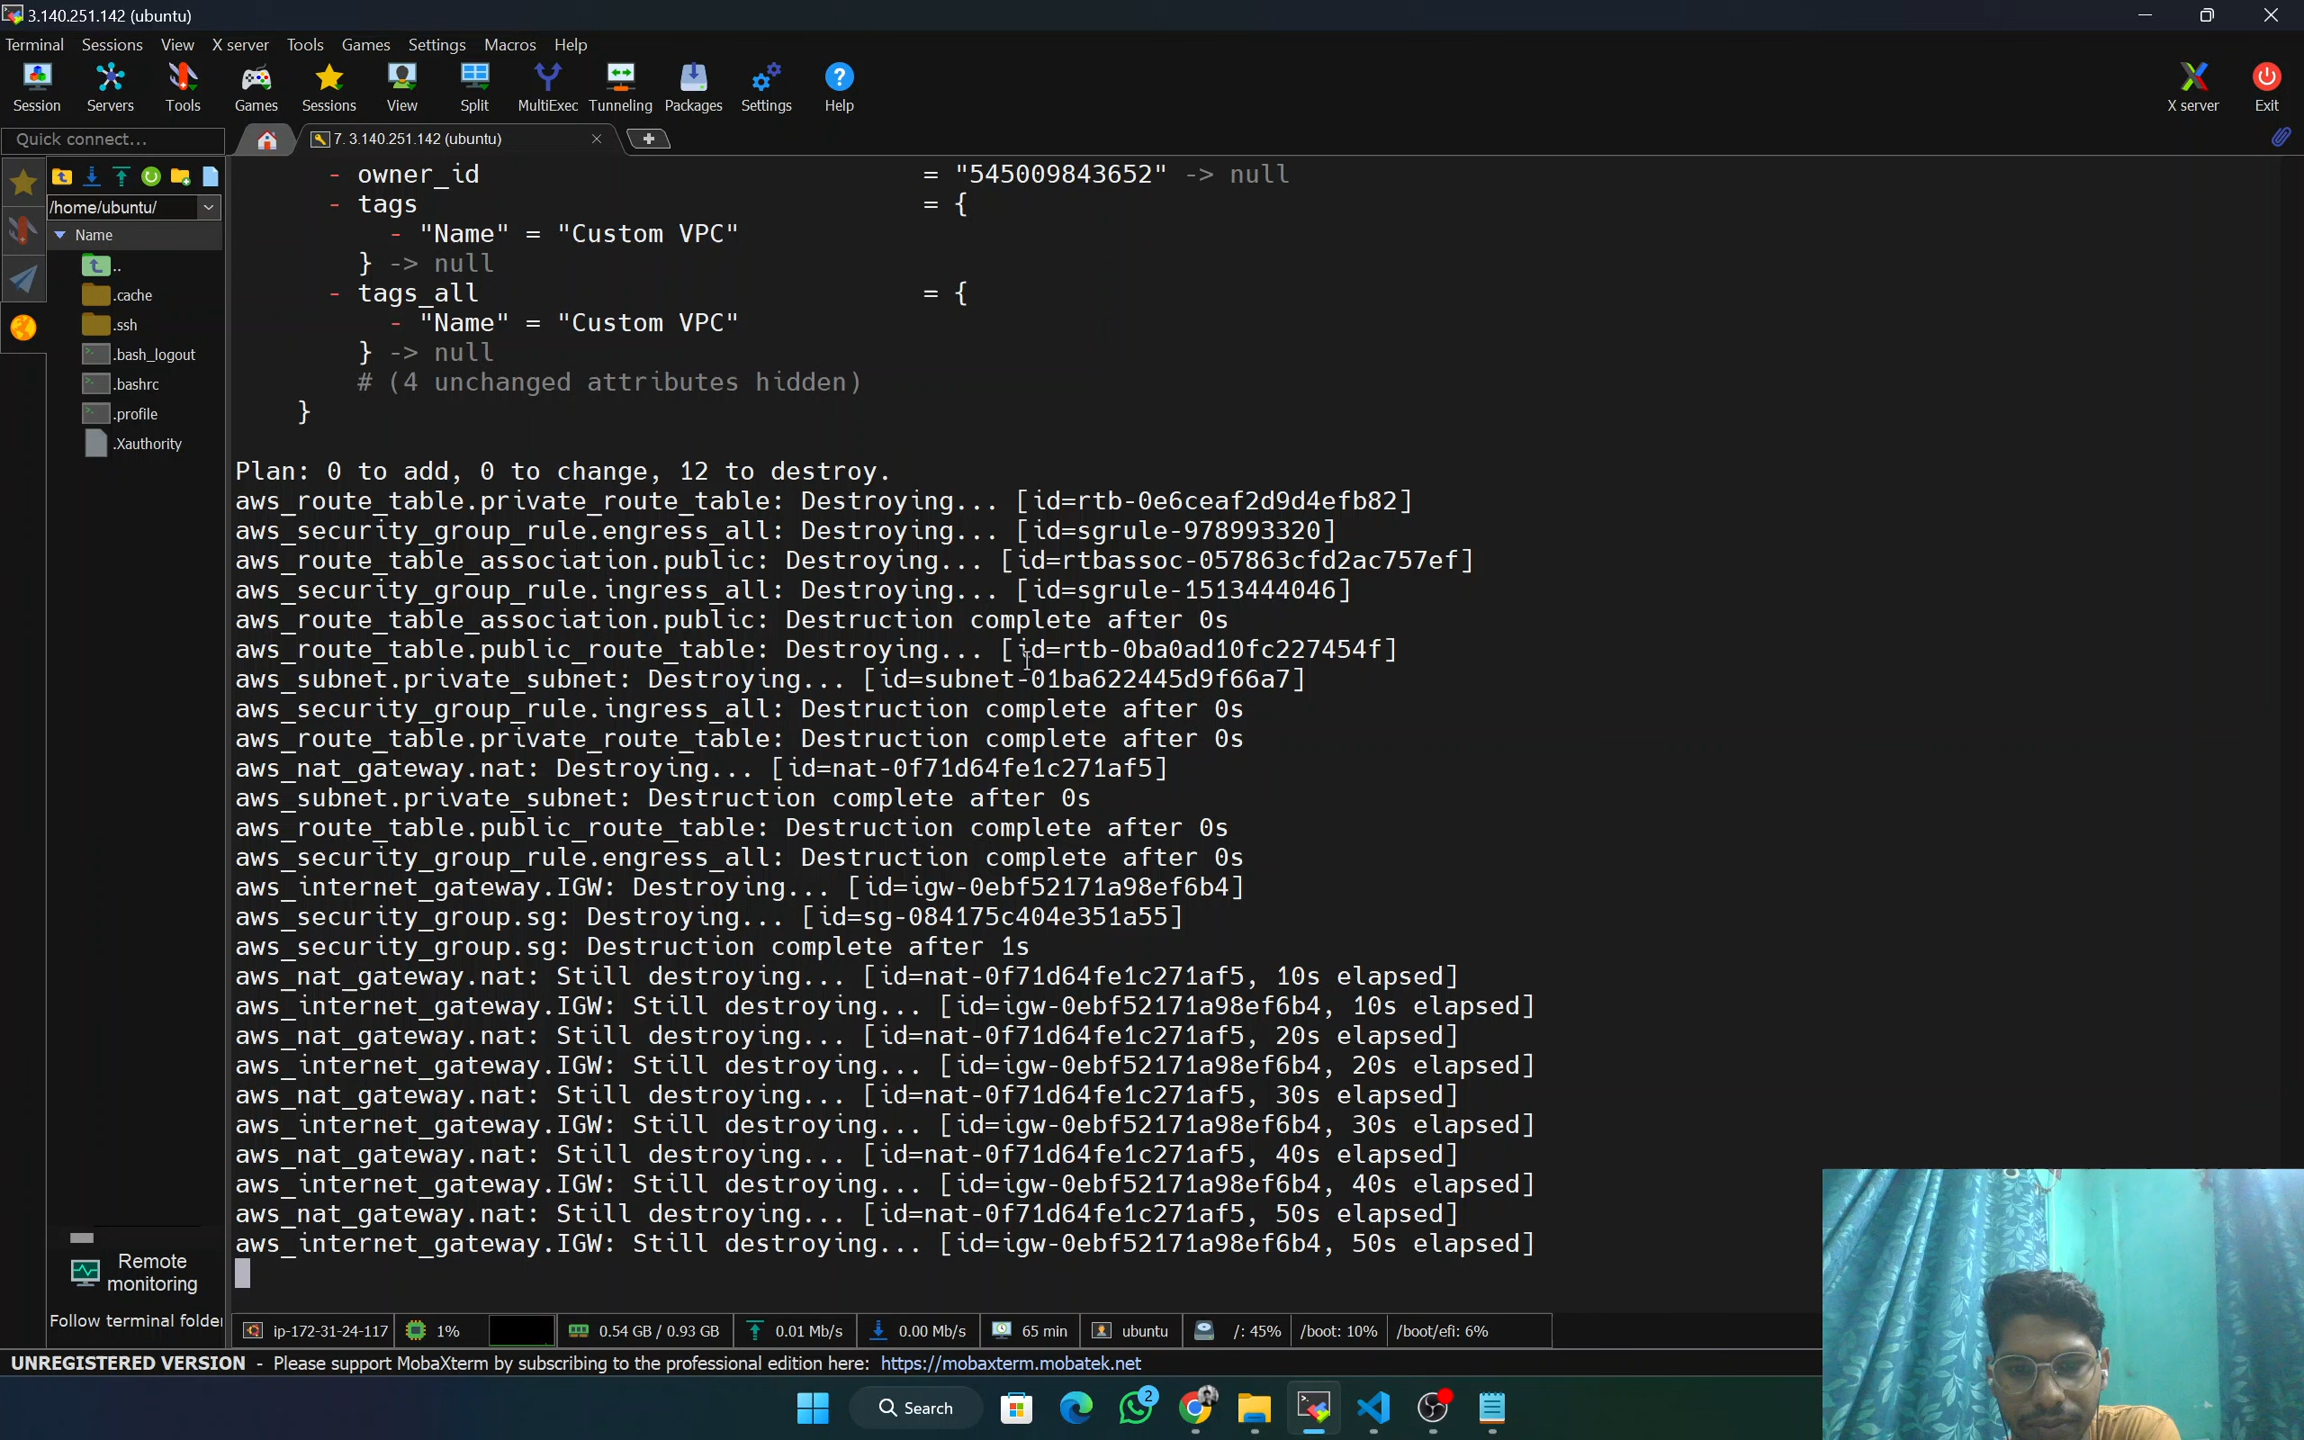 3.140.251.142 (ubuntu)
Terminal Sessions View X server Tools Games Settings Macros Help
Session Servers Tools Games Sessions View Split MultiExec Tunneling Packages Settings Help X server Exit
Quick connect...
7. 3.140.251.142 (ubuntu)
/home/ubuntu/
Name
..
.cache
.ssh
.bash_logout
.bashrc
.profile
.Xauthority
Remote
monitoring
Follow terminal folder
- owner_id = "545009843652" -> null
- tags = {
- "Name" = "Custom VPC"
} -> null
- tags_all = {
- "Name" = "Custom VPC"
} -> null
# (4 unchanged attributes hidden)
}
Plan: 0 to add, 0 to change, 12 to destroy.
aws_route_table.private_route_table: Destroying... [id=rtb-0e6ceaf2d9d4efb82]
aws_security_group_rule.engress_all: Destroying... [id=sgrule-978993320]
aws_route_table_association.public: Destroying... [id=rtbassoc-057863cfd2ac757ef]
aws_security_group_rule.ingress_all: Destroying... [id=sgrule-1513444046]
aws_route_table_association.public: Destruction complete after 0s
aws_route_table.public_route_table: Destroying... [id=rtb-0ba0ad10fc227454f]
aws_subnet.private_subnet: Destroying... [id=subnet-01ba622445d9f66a7]
aws_security_group_rule.ingress_all: Destruction complete after 0s
aws_route_table.private_route_table: Destruction complete after 0s
aws_nat_gateway.nat: Destroying... [id=nat-0f71d64fe1c271af5]
aws_subnet.private_subnet: Destruction complete after 0s
aws_route_table.public_route_table: Destruction complete after 0s
aws_security_group_rule.engress_all: Destruction complete after 0s
aws_internet_gateway.IGW: Destroying... [id=igw-0ebf52171a98ef6b4]
aws_security_group.sg: Destroying... [id=sg-084175c404e351a55]
aws_security_group.sg: Destruction complete after 1s
aws_nat_gateway.nat: Still destroying... [id=nat-0f71d64fe1c271af5, 10s elapsed]
aws_internet_gateway.IGW: Still destroying... [id=igw-0ebf52171a98ef6b4, 10s elapsed]
aws_nat_gateway.nat: Still destroying... [id=nat-0f71d64fe1c271af5, 20s elapsed]
aws_internet_gateway.IGW: Still destroying... [id=igw-0ebf52171a98ef6b4, 20s elapsed]
aws_nat_gateway.nat: Still destroying... [id=nat-0f71d64fe1c271af5, 30s elapsed]
aws_internet_gateway.IGW: Still destroying... [id=igw-0ebf52171a98ef6b4, 30s elapsed]
aws_nat_gateway.nat: Still destroying... [id=nat-0f71d64fe1c271af5, 40s elapsed]
aws_internet_gateway.IGW: Still destroying... [id=igw-0ebf52171a98ef6b4, 40s elapsed]
aws_nat_gateway.nat: Still destroying... [id=nat-0f71d64fe1c271af5, 50s elapsed]
aws_internet_gateway.IGW: Still destroying... [id=igw-0ebf52171a98ef6b4, 50s elapsed]
ip-172-31-24-117 1% 0.54 GB / 0.93 GB 0.01 Mb/s 0.00 Mb/s 65 min ubuntu /: 45% /boot: 10% /boot/efi: 6%
UNREGISTERED VERSION - Please support MobaXterm by subscribing to the professional edition here: https://mobaxterm.mobatek.net
Search
2